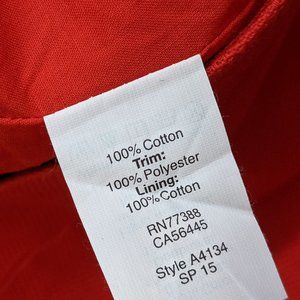 100% Cotton
Trim:
100% Polyester
Lining:
100% Cotton
RN77388
CA56445
Style A4134
SP 15